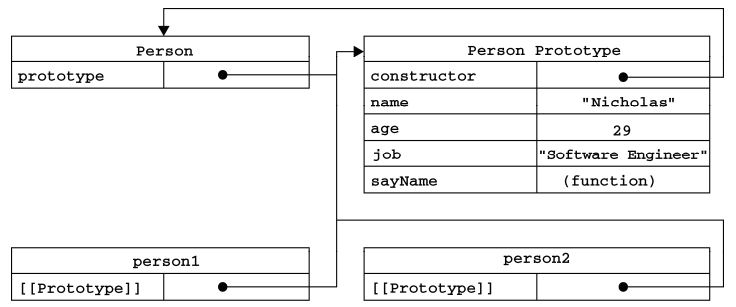 Person
prototype
Person Prototype
constructor
name "Nicholas"
age 29
job "Software Engineer"
sayName (function)
person1
[[Prototype]]
person2
[[Prototype]]